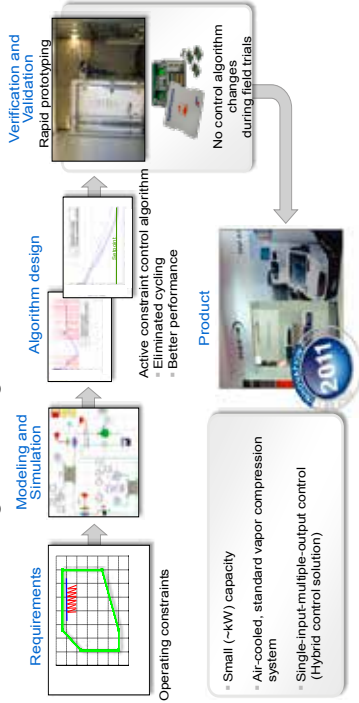 Requirements
Operating constraints
Modeling and
Simulation
Algorithm design
Setpoint
Active constraint control algorithm
Eliminated cycling
Better performance
Verification and
Validation
Rapid prototyping
No control algorithm
changes
during field trials
Product
2011
Small (~kW) capacity
Air-cooled, standard vapor compression
system
Single-input-multiple-output control
(Hybrid control solution)